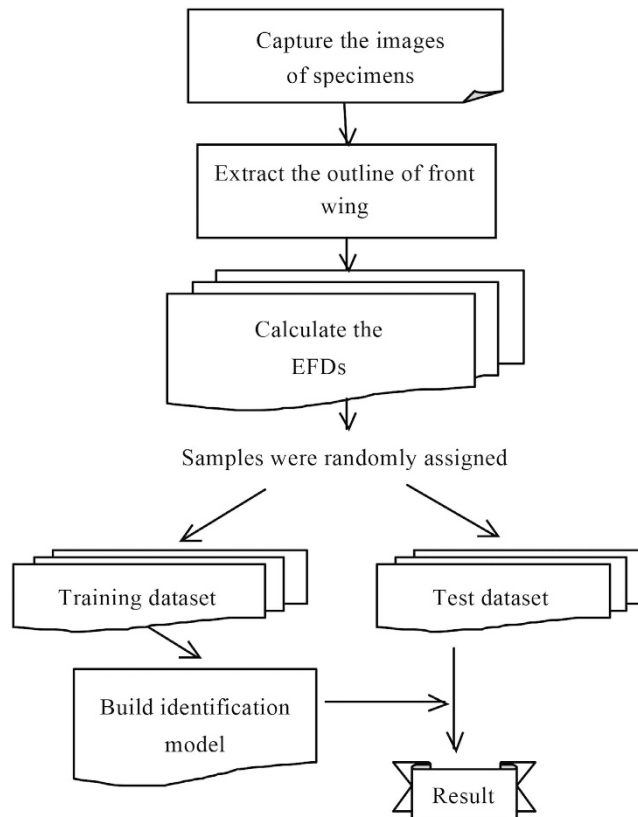 Capture the images
of specimens
Extract the outline of front
wing
Calculate the
EFDs
Samples were randomly assigned
Training dataset
Test dataset
Build identification
model
Result